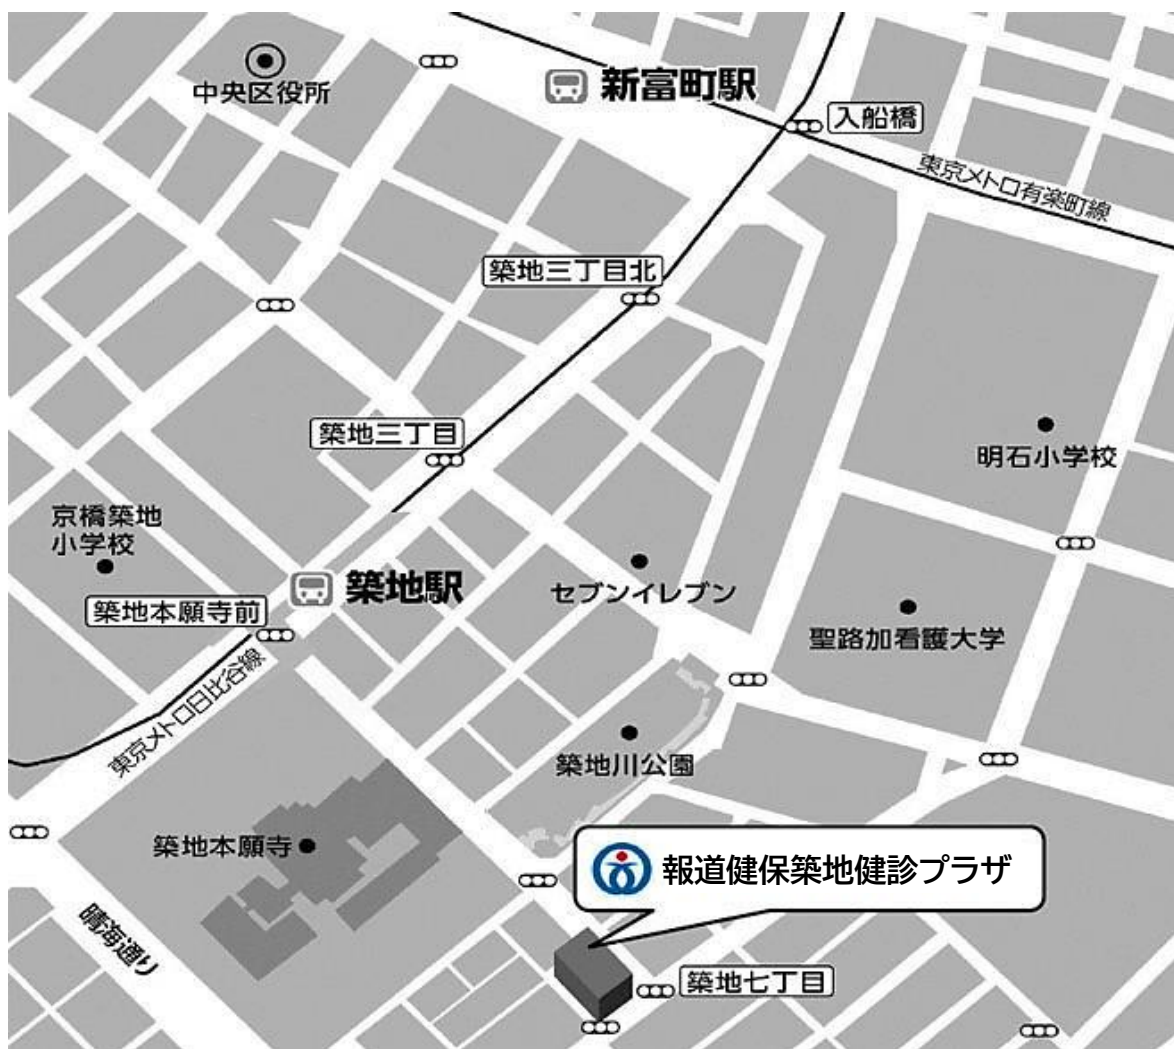 中央区役所
新富町駅
入船橋
東京メトロ有楽町線
築地三丁目北
築地三丁目
明石小学校
京橋築地
小学校
築地駅
セブンイレブン
築地本願寺前
聖路加看護大学
東京メトロ日比谷線
築地川公園
築地本願寺
報道健保築地健診プラザ
晴海通り
築地七丁目